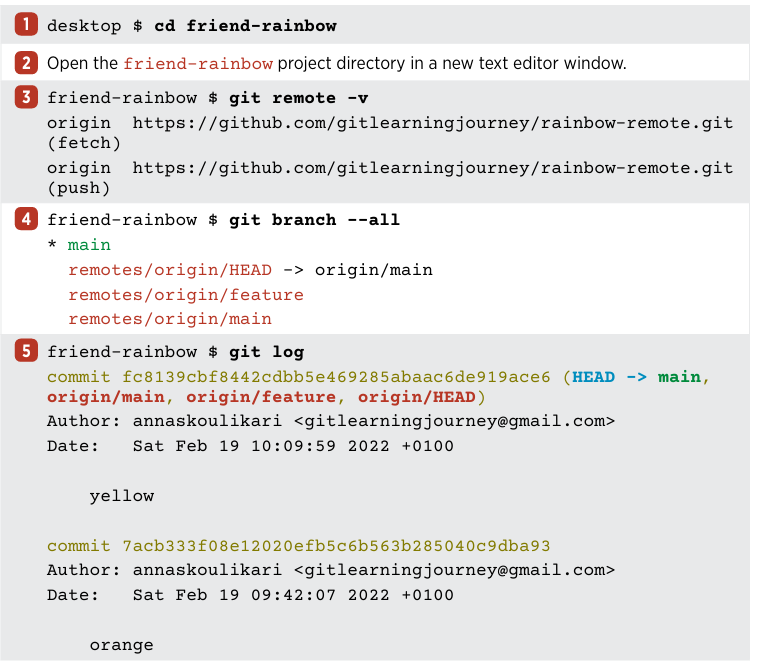 1 desktop $ cd friend-rainbow
2 Open the friend-rainbow project directory in a new text editor window.
3 friend-rainbow $ git remote -v
origin  https://github.com/gitlearningjourney/rainbow-remote.git
(fetch)
origin  https://github.com/gitlearningjourney/rainbow-remote.git
(push)
4 friend-rainbow $ git branch --all
* main
  remotes/origin/HEAD -> origin/main
  remotes/origin/feature
  remotes/origin/main
5 friend-rainbow $ git log
commit fc8139cbf8442cdbb5e469285abaac6de919ace6 (HEAD -> main,
origin/main, origin/feature, origin/HEAD)
Author: annaskoulikari <gitlearningjourney@gmail.com>
Date:   Sat Feb 19 10:09:59 2022 +0100
    yellow
commit 7acb333f08e12020efb5c6b563b285040c9dba93
Author: annaskoulikari <gitlearningjourney@gmail.com>
Date:   Sat Feb 19 09:42:07 2022 +0100
    orange